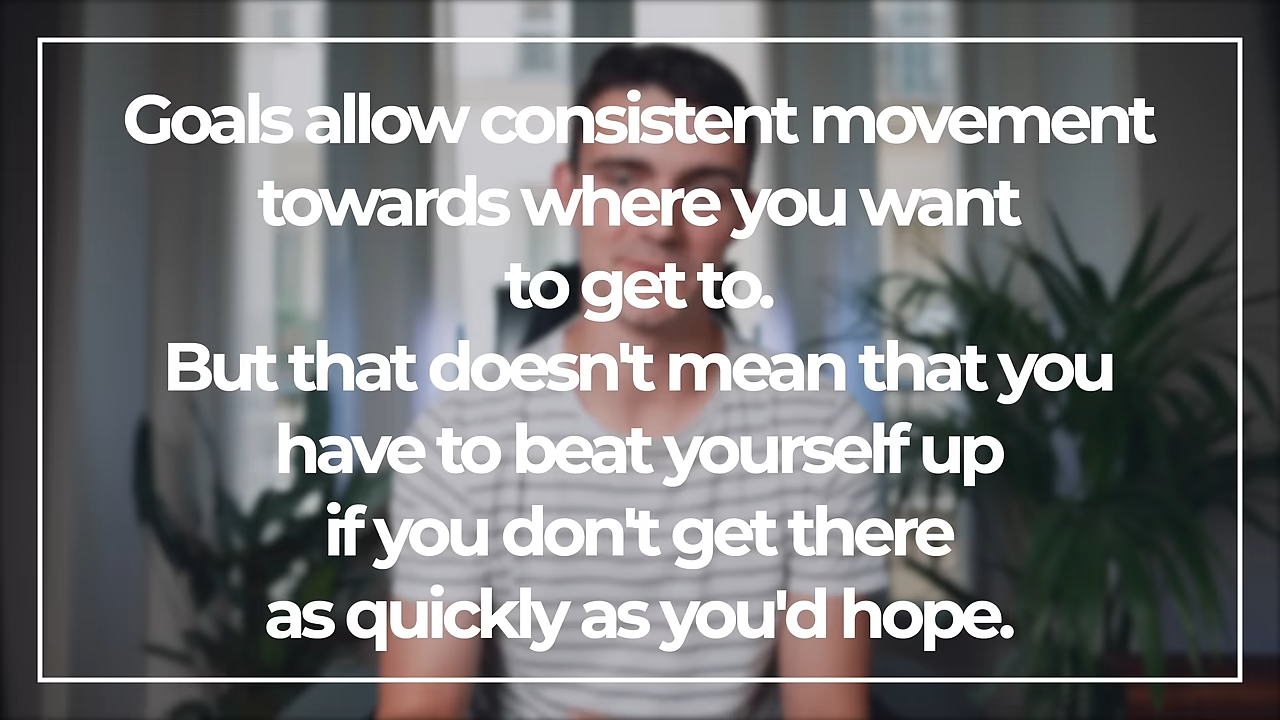 Goals allow consistent movement
towards where you want
to get to.
But that doesn't mean that you
have to beat yourself up
if you don't get there
as quickly as you'd hope.